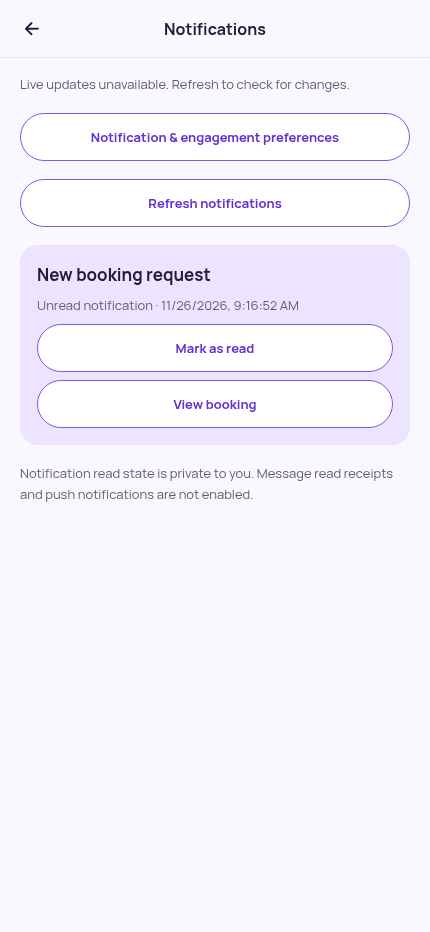 Notifications
Live updates unavailable. Refresh to check for changes.
Notification & engagement preferences
Refresh notifications
New booking request
Unread notification · 11/26/2026, 9:16:52 AM
Mark as read
View booking
Notification read state is private to you. Message read receipts
and push notifications are not enabled.